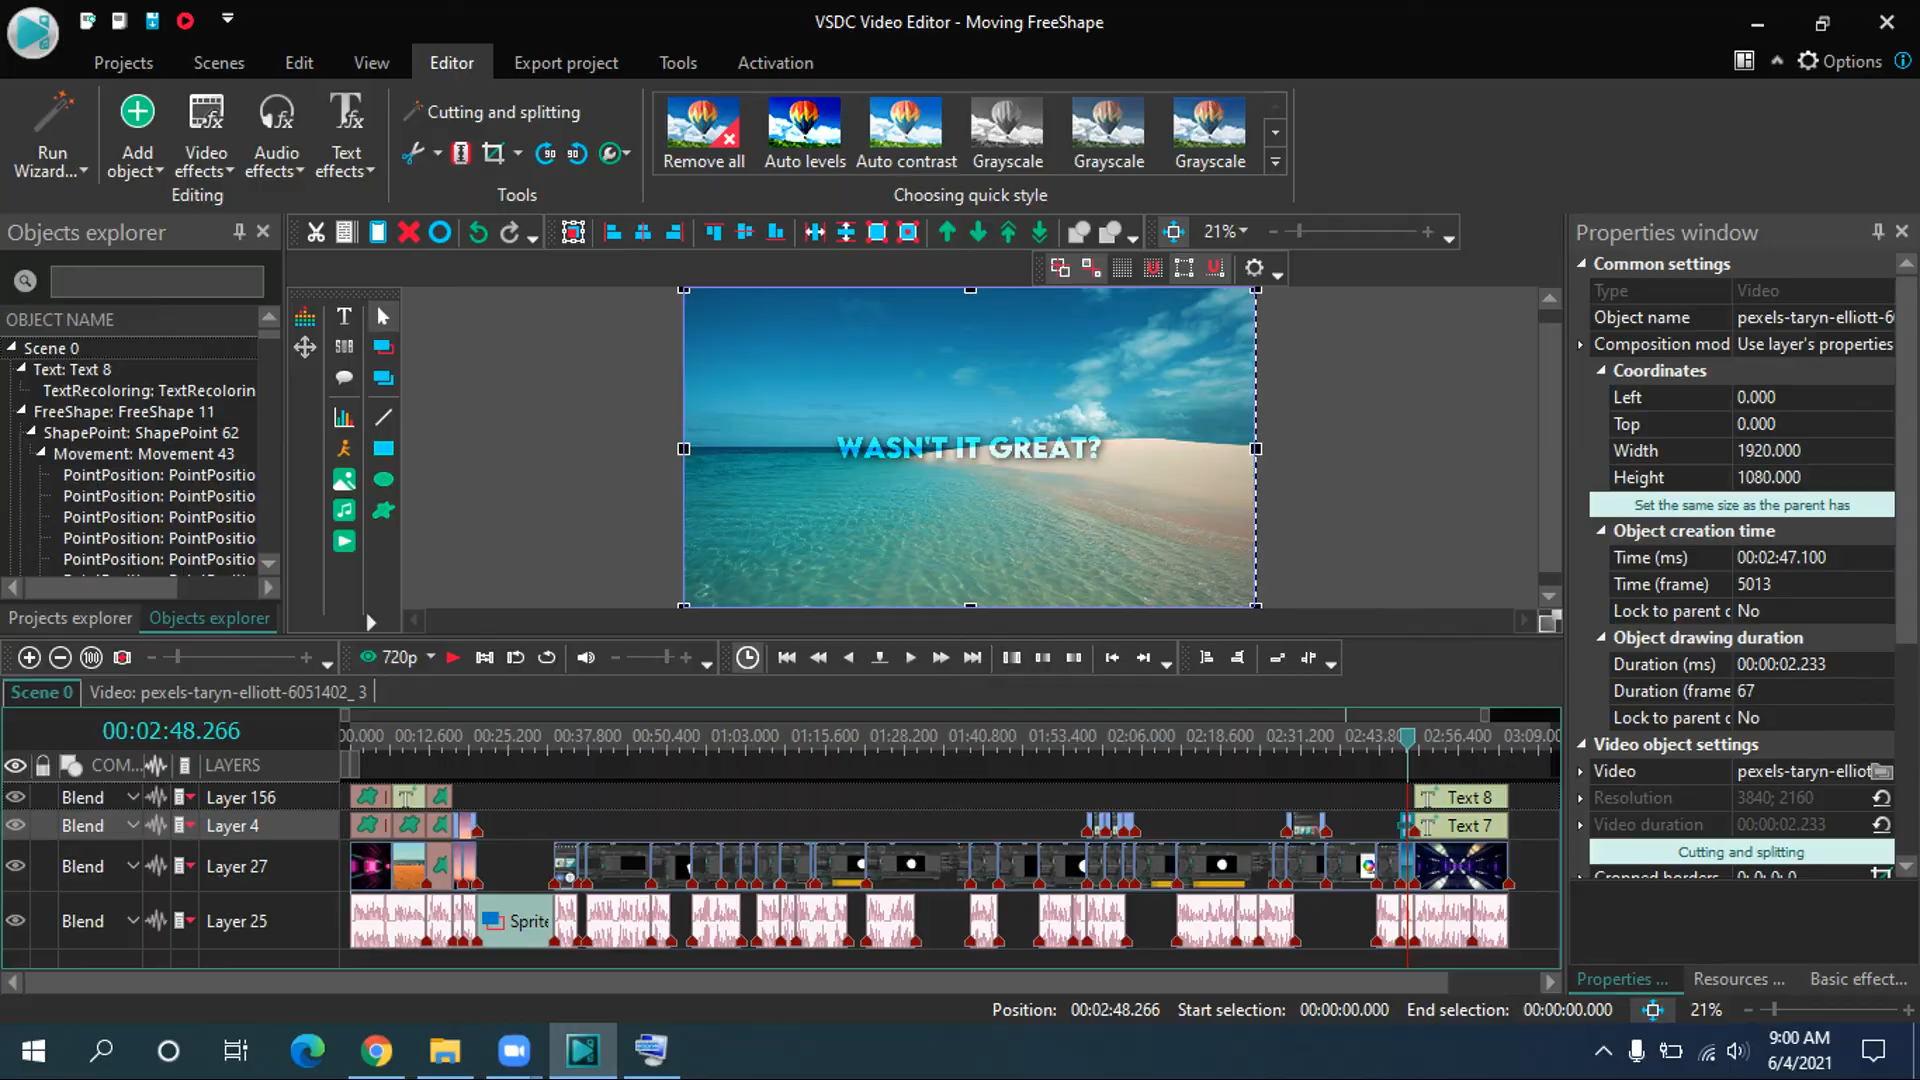 VSDC Video Editor - Moving FreeShape
Projects Scenes Edit View Editor Export project Tools Activation
Options
Run Wizard...
Add object
Video effects
Audio effects
Text effects
Editing
Cutting and splitting
Tools
Remove all
Auto levels
Auto contrast
Grayscale
Grayscale
Grayscale
Choosing quick style
Objects explorer
21%
Properties window
OBJECT NAME
Scene 0
Text: Text 8
TextRecoloring: TextRecolorin
FreeShape: FreeShape 11
ShapePoint: ShapePoint 62
Movement: Movement 43
PointPosition: PointPositio
PointPosition: PointPositio
PointPosition: PointPositio
PointPosition: PointPositio
PointPosition: PointPositio
Projects explorer Objects explorer
WASN'T IT GREAT?
Common settings
Type Video
Object name pexels-taryn-elliott-6
Composition mod Use layer's properties
Coordinates
Left 0.000
Top 0.000
Width 1920.000
Height 1080.000
Set the same size as the parent has
Object creation time
Time (ms) 00:02:47.100
Time (frame) 5013
Lock to parent c No
Object drawing duration
Duration (ms) 00:00:02.233
Duration (frame 67
Lock to parent c No
Video object settings
Video pexels-taryn-elliot
Resolution 3840; 2160
Video duration 00:00:02.233
Cutting and splitting
Cropped borders 0; 0; 0; 0
Properties ... Resources ... Basic effect...
720p
Scene 0 Video: pexels-taryn-elliott-6051402_ 3
00:02:48.266
00.000 00:12.600 00:25.200 00:37.800 00:50.400 01:03.000 01:15.600 01:28.200 01:40.800 01:53.400 02:06.000 02:18.600 02:31.200 02:43.80 02:56.400 03:09.00
COM... LAYERS
Blend Layer 156 Text 8
Blend Layer 4 Text 7
Blend Layer 27
Blend Layer 25 Sprite
Position: 00:02:48.266 Start selection: 00:00:00.000 End selection: 00:00:00.000 21%
9:00 AM
6/4/2021